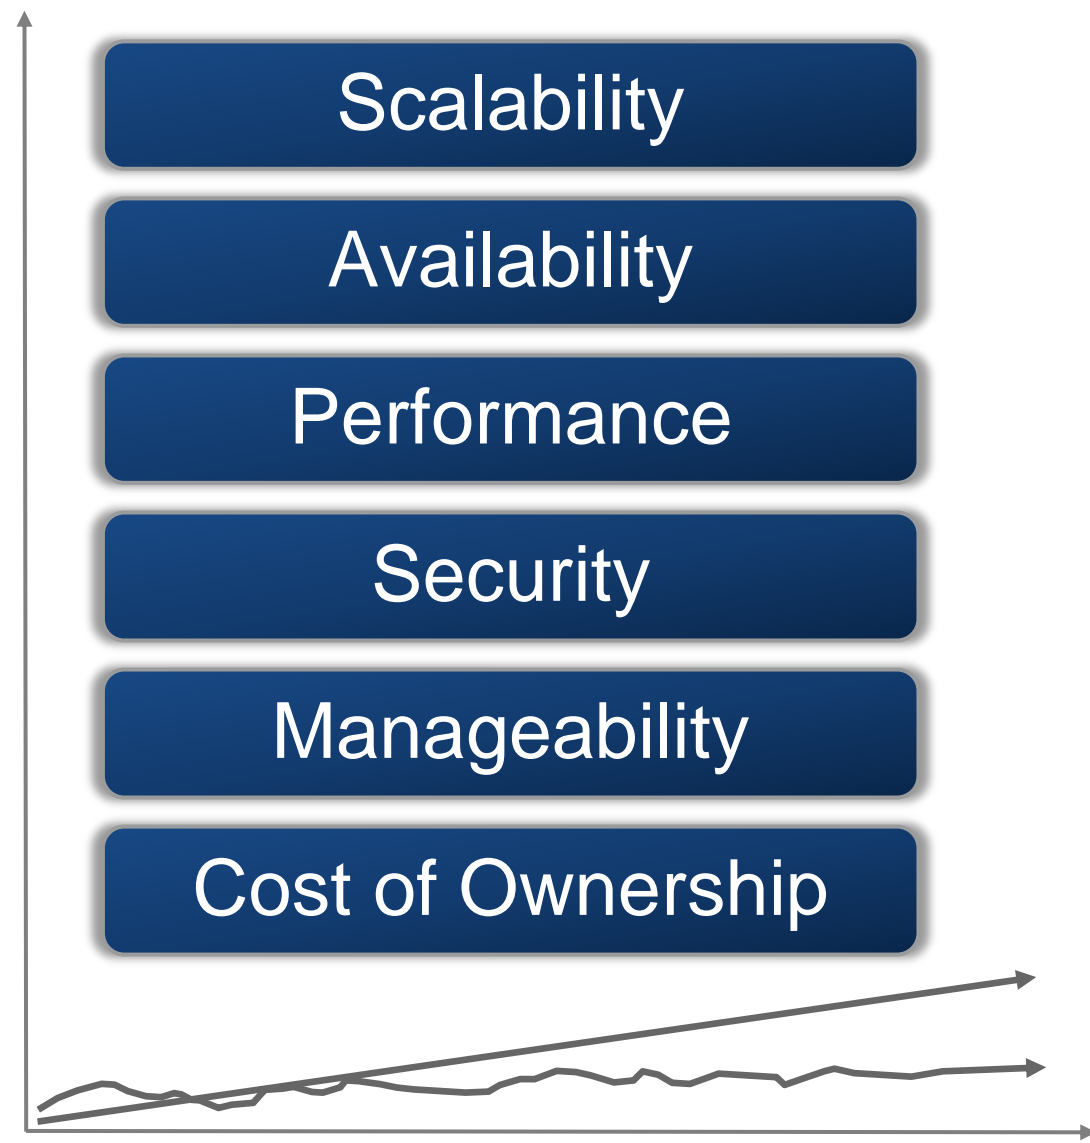 Scalability
Availability
Performance
Security
Manageability
Cost of Ownership